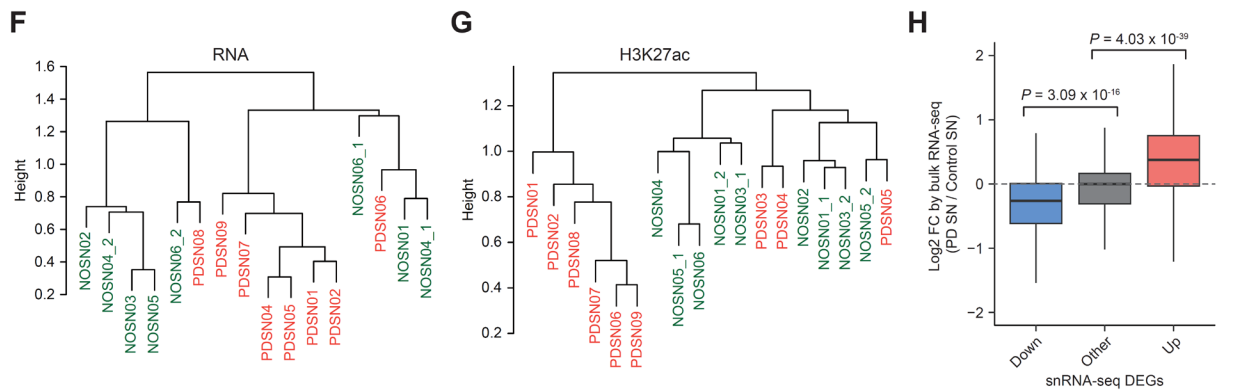 F
RNA
Height
1.6
1.4
1.2
1.0
0.8
0.6
0.4
0.2
NOSN02
NOSN04_2
NOSN03
NOSN05
NOSN06_2
PDSN08
PDSN09
PDSN07
PDSN04
PDSN05
PDSN01
PDSN02
NOSN06_1
PDSN06
NOSN01
NOSN04_1
G
H3K27ac
Height
1.2
1.0
0.8
0.6
0.4
0.2
PDSN01
PDSN02
PDSN08
PDSN07
PDSN06
PDSN09
NOSN04
NOSN05_1
NOSN06
NOSN01_2
NOSN03_1
PDSN03
PDSN04
NOSN02
NOSN01_1
NOSN03_2
NOSN05_2
PDSN05
H
P = 4.03 x 10⁻³⁹
P = 3.09 x 10⁻¹⁶
Log2 FC by bulk RNA-seq
(PD SN / Control SN)
2
1
0
−1
−2
Down
Other
Up
snRNA-seq DEGs